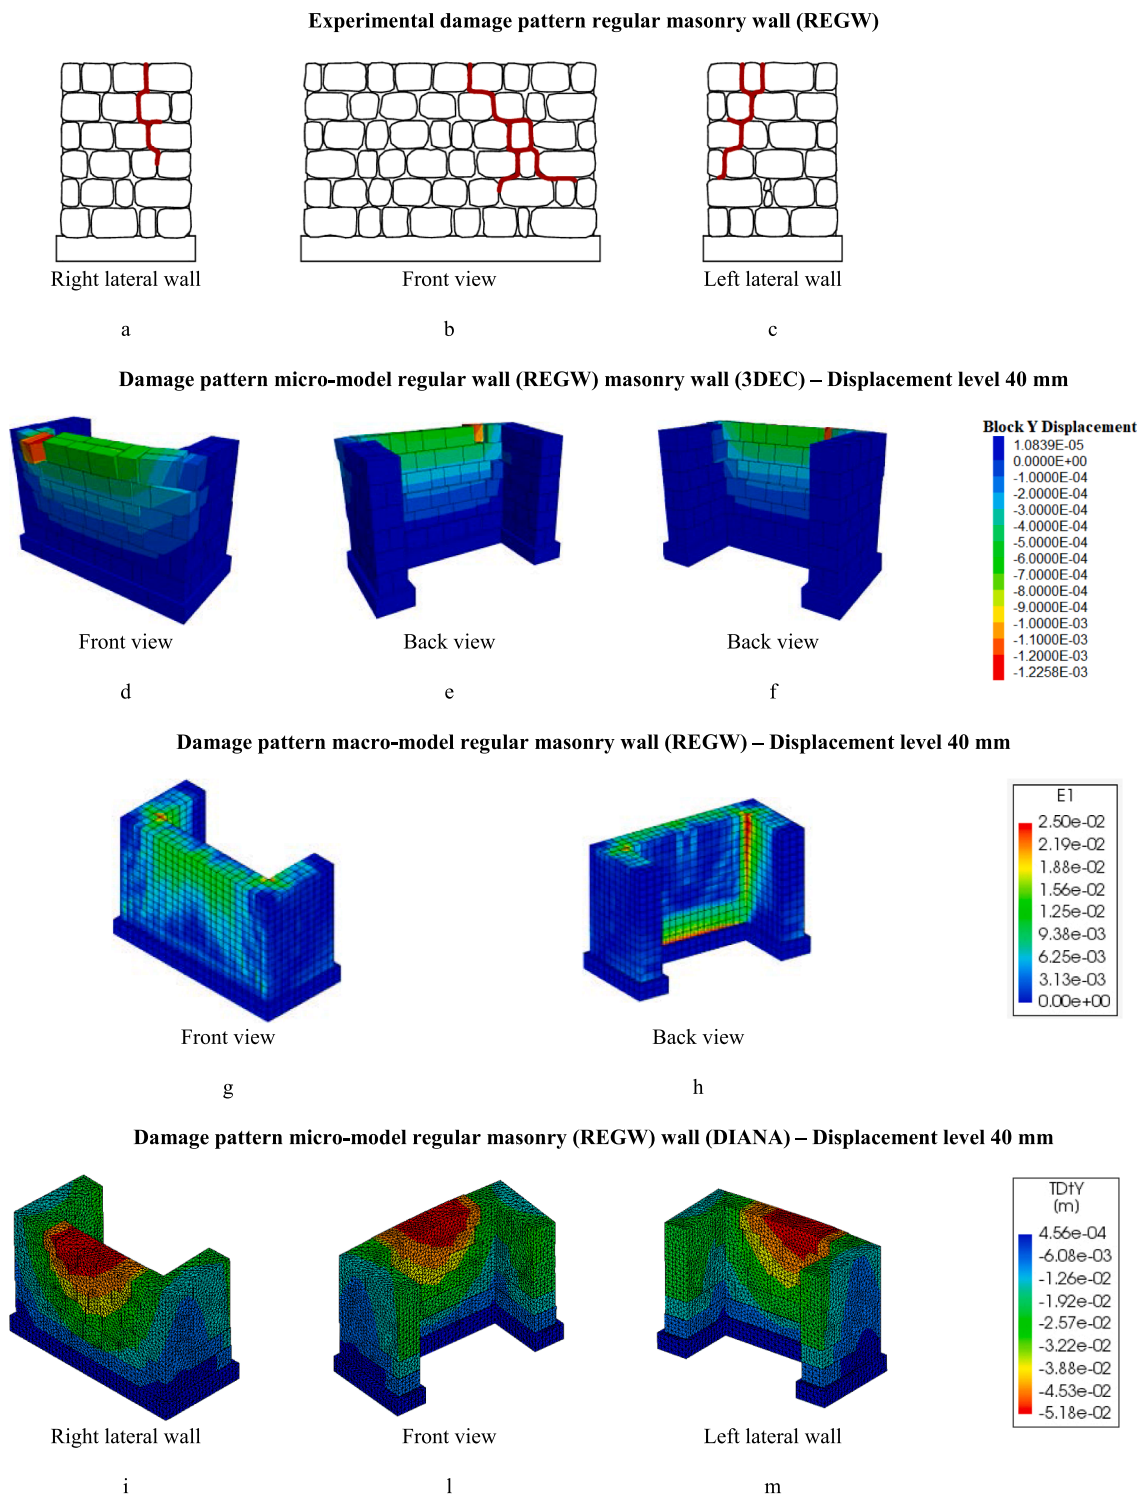 Experimental damage pattern regular masonry wall (REGW)
Right lateral wall
Front view
Left lateral wall
a
b
c
Damage pattern micro-model regular wall (REGW) masonry wall (3DEC) – Displacement level 40 mm
Block Y Displacement
1.0839E-05
0.0000E+00
-1.0000E-04
-2.0000E-04
-3.0000E-04
-4.0000E-04
-5.0000E-04
-6.0000E-04
-7.0000E-04
-8.0000E-04
-9.0000E-04
-1.0000E-03
-1.1000E-03
-1.2000E-03
-1.2258E-03
Front view
Back view
Back view
d
e
f
Damage pattern macro-model regular masonry wall (REGW) – Displacement level 40 mm
E1
2.50e-02
2.19e-02
1.88e-02
1.56e-02
1.25e-02
9.38e-03
6.25e-03
3.13e-03
0.00e+00
Front view
Back view
g
h
Damage pattern micro-model regular masonry (REGW) wall (DIANA) – Displacement level 40 mm
TDtY
(m)
4.56e-04
-6.08e-03
-1.26e-02
-1.92e-02
-2.57e-02
-3.22e-02
-3.88e-02
-4.53e-02
-5.18e-02
Right lateral wall
Front view
Left lateral wall
i
l
m